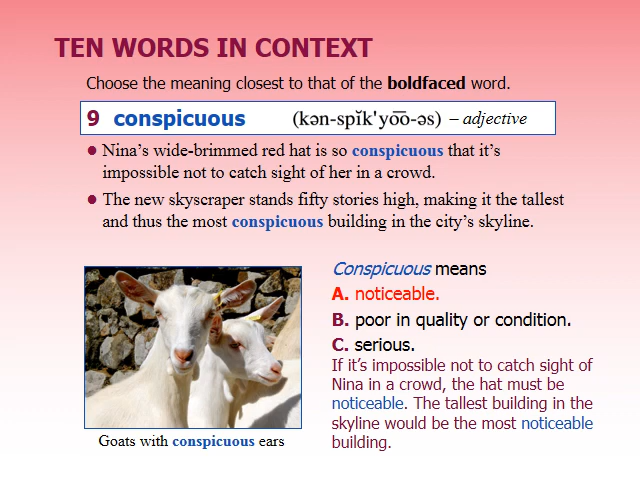 TEN WORDS IN CONTEXT
Choose the meaning closest to that of the boldfaced word.
9 conspicuous (kən-spĭk'yo͞o-əs) – adjective
● Nina’s wide-brimmed red hat is so conspicuous that it’s
impossible not to catch sight of her in a crowd.
● The new skyscraper stands fifty stories high, making it the tallest
and thus the most conspicuous building in the city’s skyline.
Goats with conspicuous ears
Conspicuous means
A. noticeable.
B. poor in quality or condition.
C. serious.
If it’s impossible not to catch sight of
Nina in a crowd, the hat must be
noticeable. The tallest building in the
skyline would be the most noticeable
building.